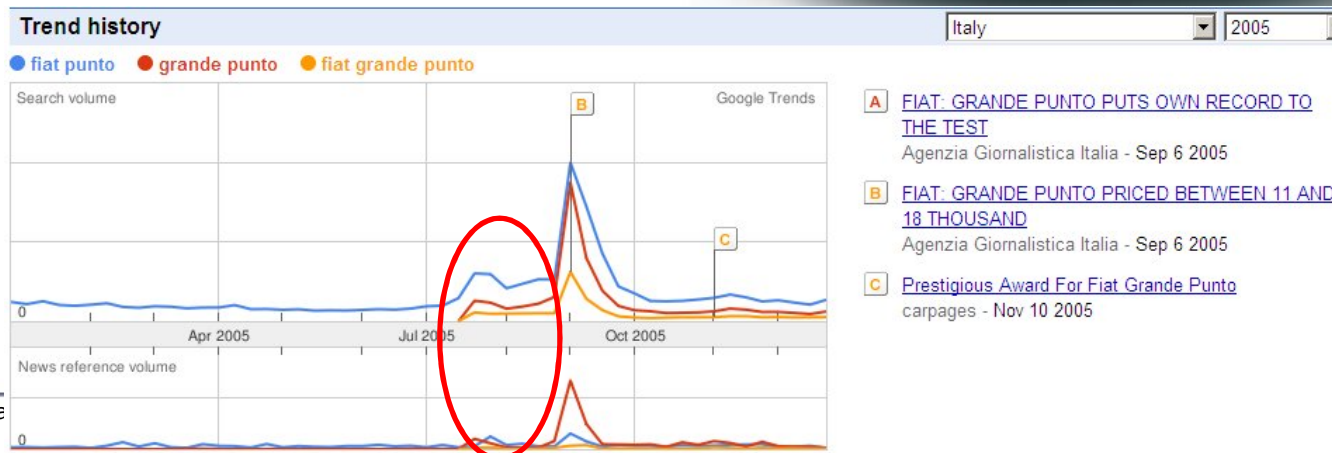 Trend history
Italy
2005
fiat punto grande punto fiat grande punto
Search volume
Google Trends
B
C
0
Apr 2005
Jul 2005
Oct 2005
News reference volume
0
A FIAT: GRANDE PUNTO PUTS OWN RECORD TO
THE TEST
Agenzia Giornalistica Italia - Sep 6 2005
B FIAT: GRANDE PUNTO PRICED BETWEEN 11 AND
18 THOUSAND
Agenzia Giornalistica Italia - Sep 6 2005
C Prestigious Award For Fiat Grande Punto
carpages - Nov 10 2005